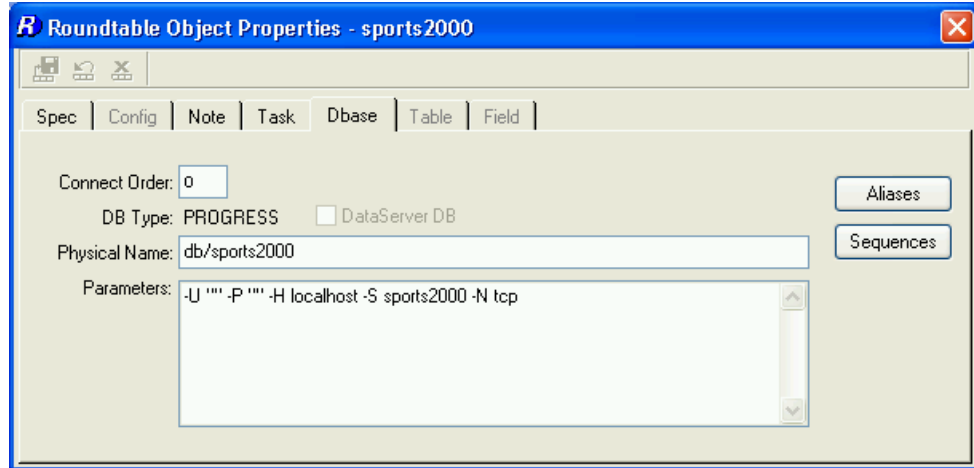 Roundtable Object Properties - sports2000
Spec Config Note Task Dbase Table Field
Connect Order: 0
Aliases
DB Type: PROGRESS DataServer DB
Physical Name: db/sports2000
Sequences
Parameters: -U "" -P "" -H localhost -S sports2000 -N tcp